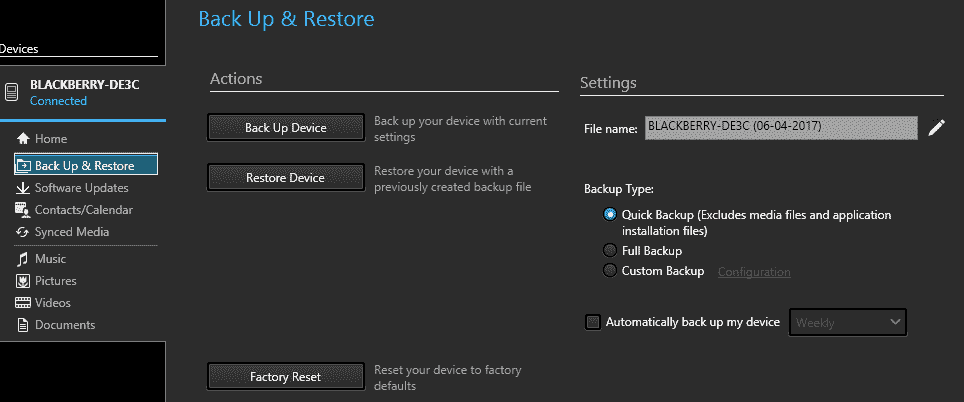 Back Up & Restore
Devices
BLACKBERRY-DE3C
Connected
Home
Back Up & Restore
Software Updates
Contacts/Calendar
Synced Media
Music
Pictures
Videos
Documents
Actions
Back Up Device
Back up your device with current
settings
Restore Device
Restore your device with a
previously created backup file
Factory Reset
Reset your device to factory
defaults
Settings
File name:
BLACKBERRY-DE3C (06-04-2017)
Backup Type:
Quick Backup (Excludes media files and application
installation files)
Full Backup
Custom Backup Configuration
Automatically back up my device
Weekly